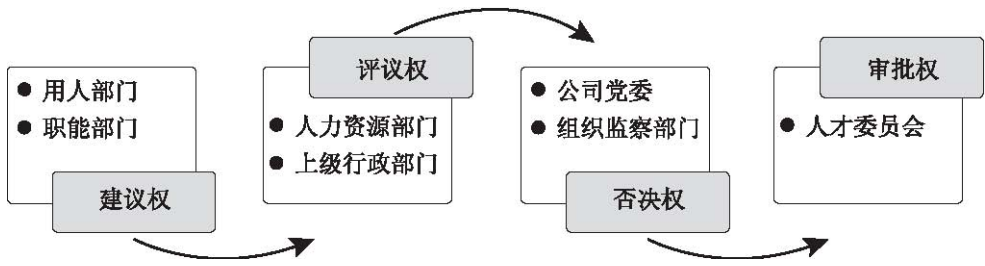 用人部门
职能部门
建议权
评议权
人力资源部门
上级行政部门
公司党委
组织监察部门
否决权
审批权
人才委员会